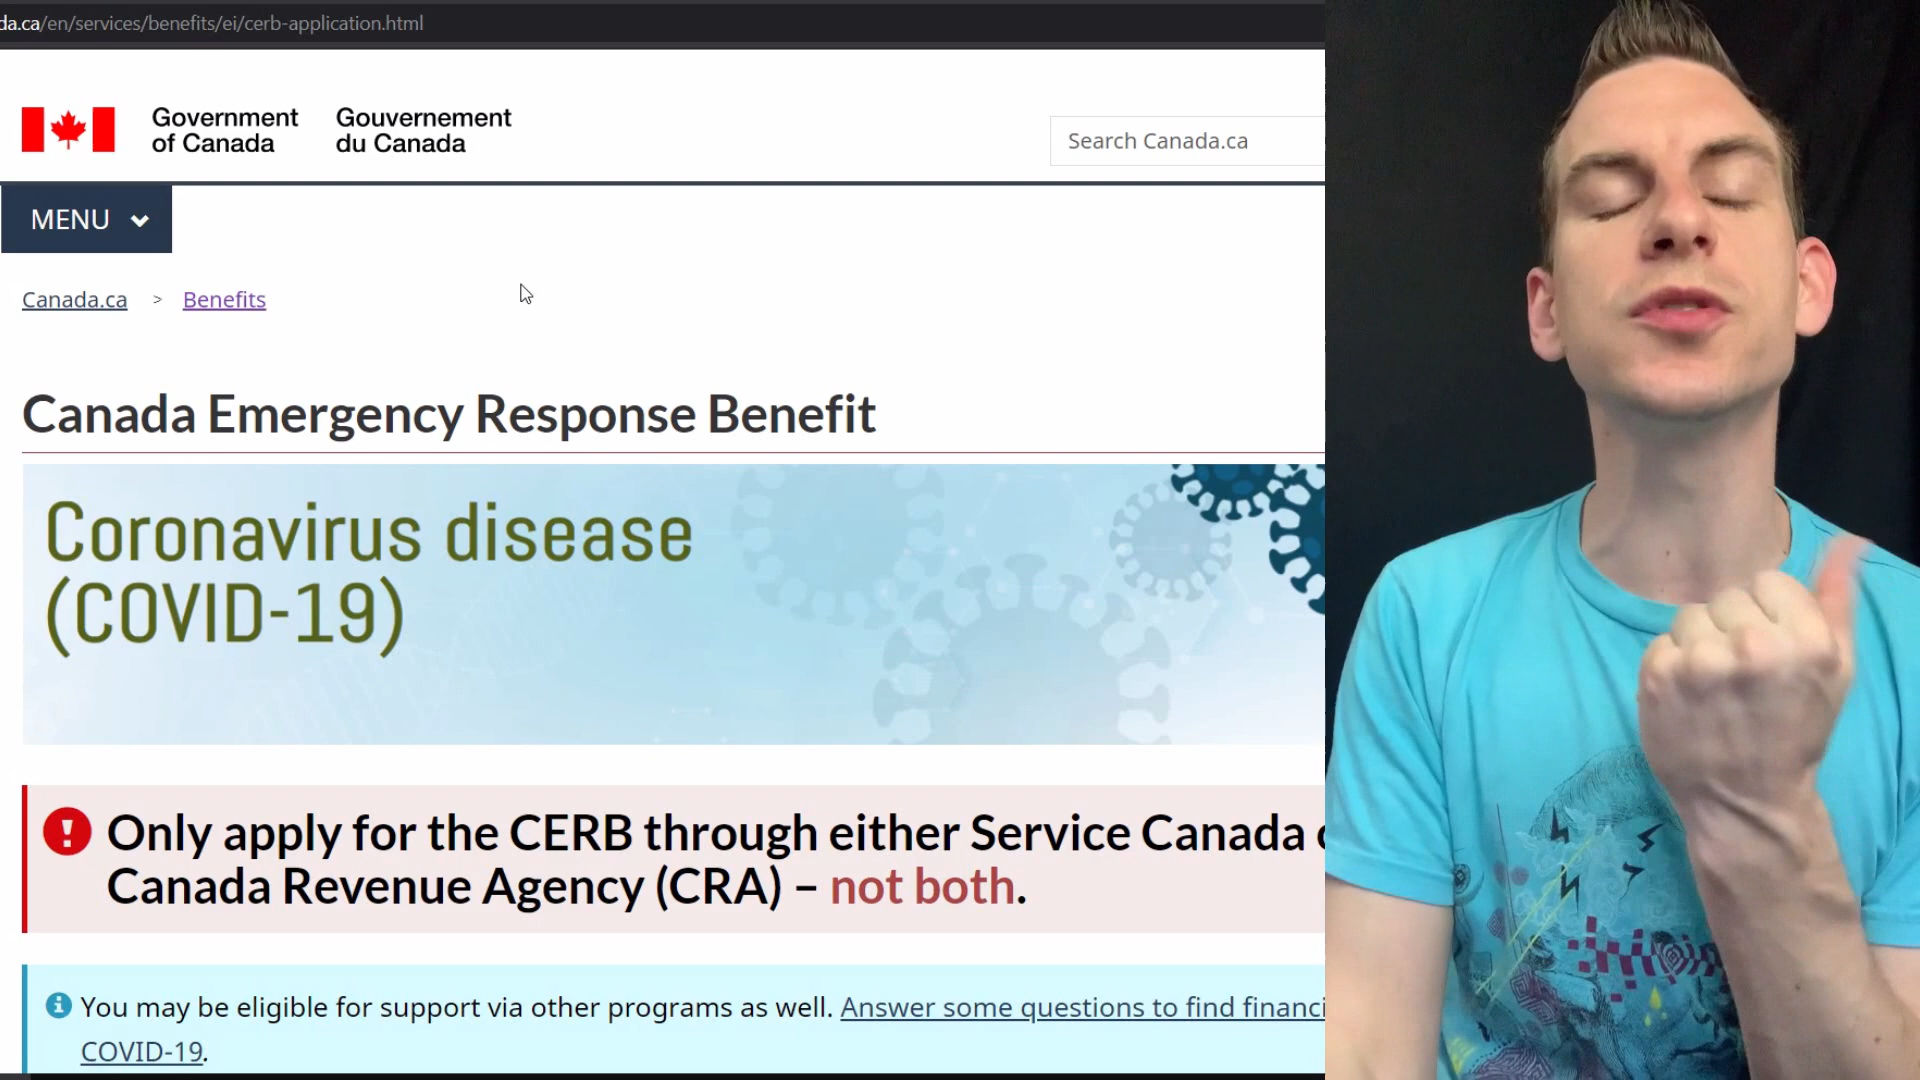 da.ca/en/services/benefits/ei/cerb-application.html
Government of Canada
Gouvernement du Canada
Search Canada.ca
MENU
Canada.ca > Benefits
Canada Emergency Response Benefit
Coronavirus disease
(COVID-19)
Only apply for the CERB through either Service Canada
Canada Revenue Agency (CRA) – not both.
You may be eligible for support via other programs as well. Answer some questions to find financi
COVID-19.